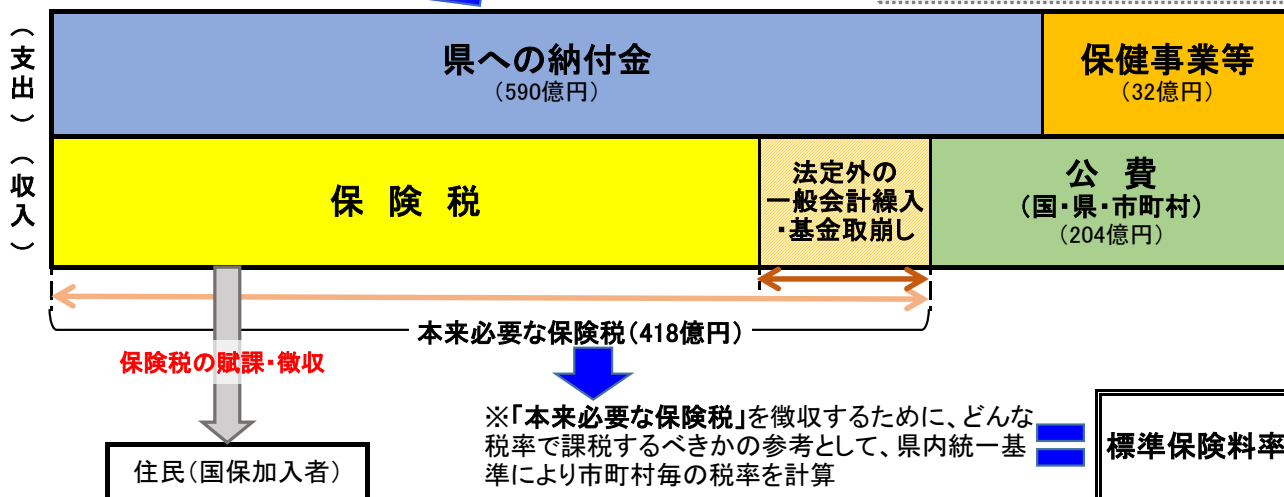 （支出）
県への納付金
（590億円）
保健事業等
（32億円）
（収入）
保険税
法定外の
一般会計繰入
・基金取崩し
公費
（国・県・市町村）
（204億円）
本来必要な保険税（418億円）
保険税の賦課・徴収
住民（国保加入者）
※「本来必要な保険税」を徴収するために、どんな
税率で課税するべきかの参考として、県内統一基
準により市町村毎の税率を計算
標準保険料率